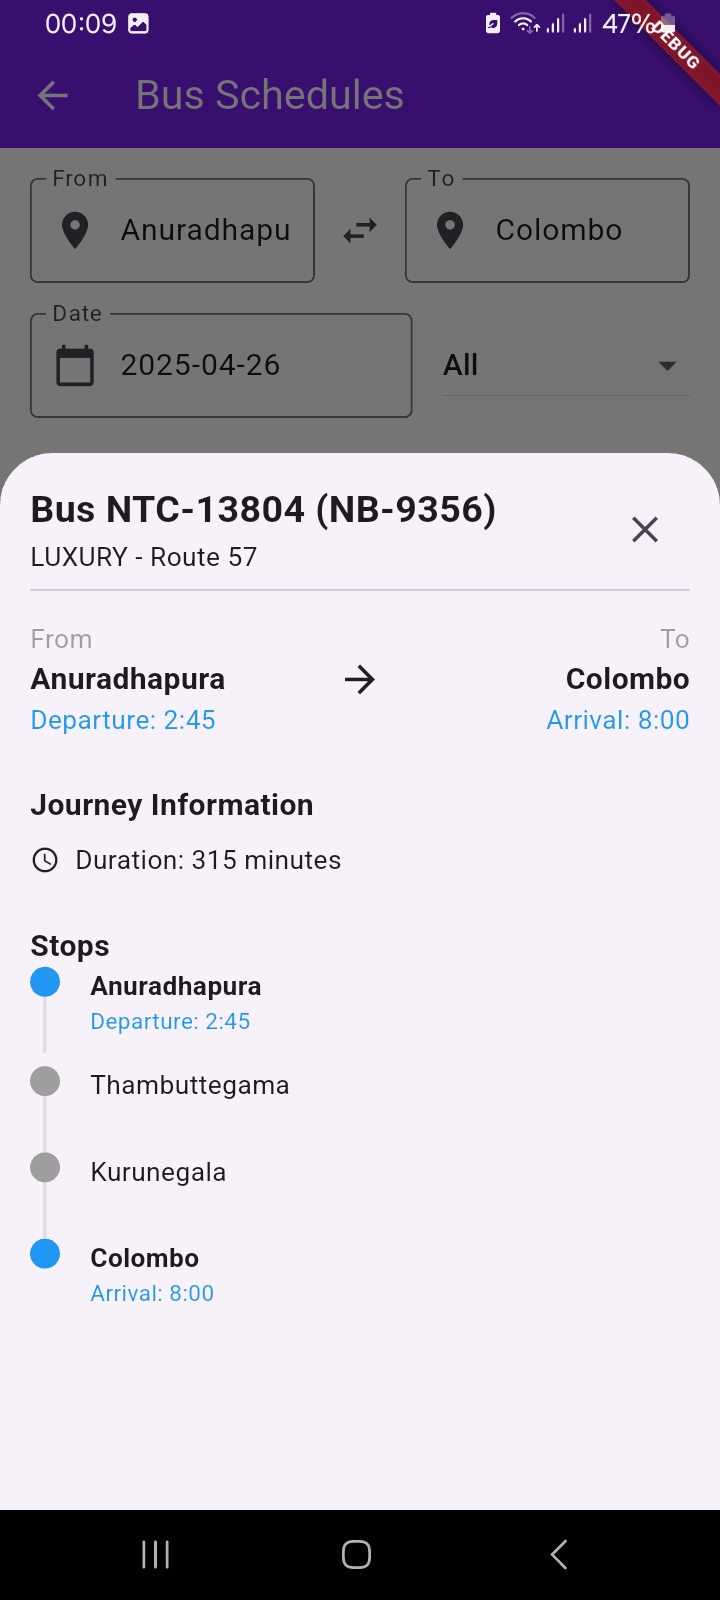 00:09
47%
DEBUG
Bus Schedules
From
To
Anuradhapu
Colombo
Date
2025-04-26
All
Bus NTC-13804 (NB-9356)
LUXURY - Route 57
From
To
Anuradhapura
Colombo
Departure: 2:45
Arrival: 8:00
Journey Information
Duration: 315 minutes
Stops
Anuradhapura
Departure: 2:45
Thambuttegama
Kurunegala
Colombo
Arrival: 8:00